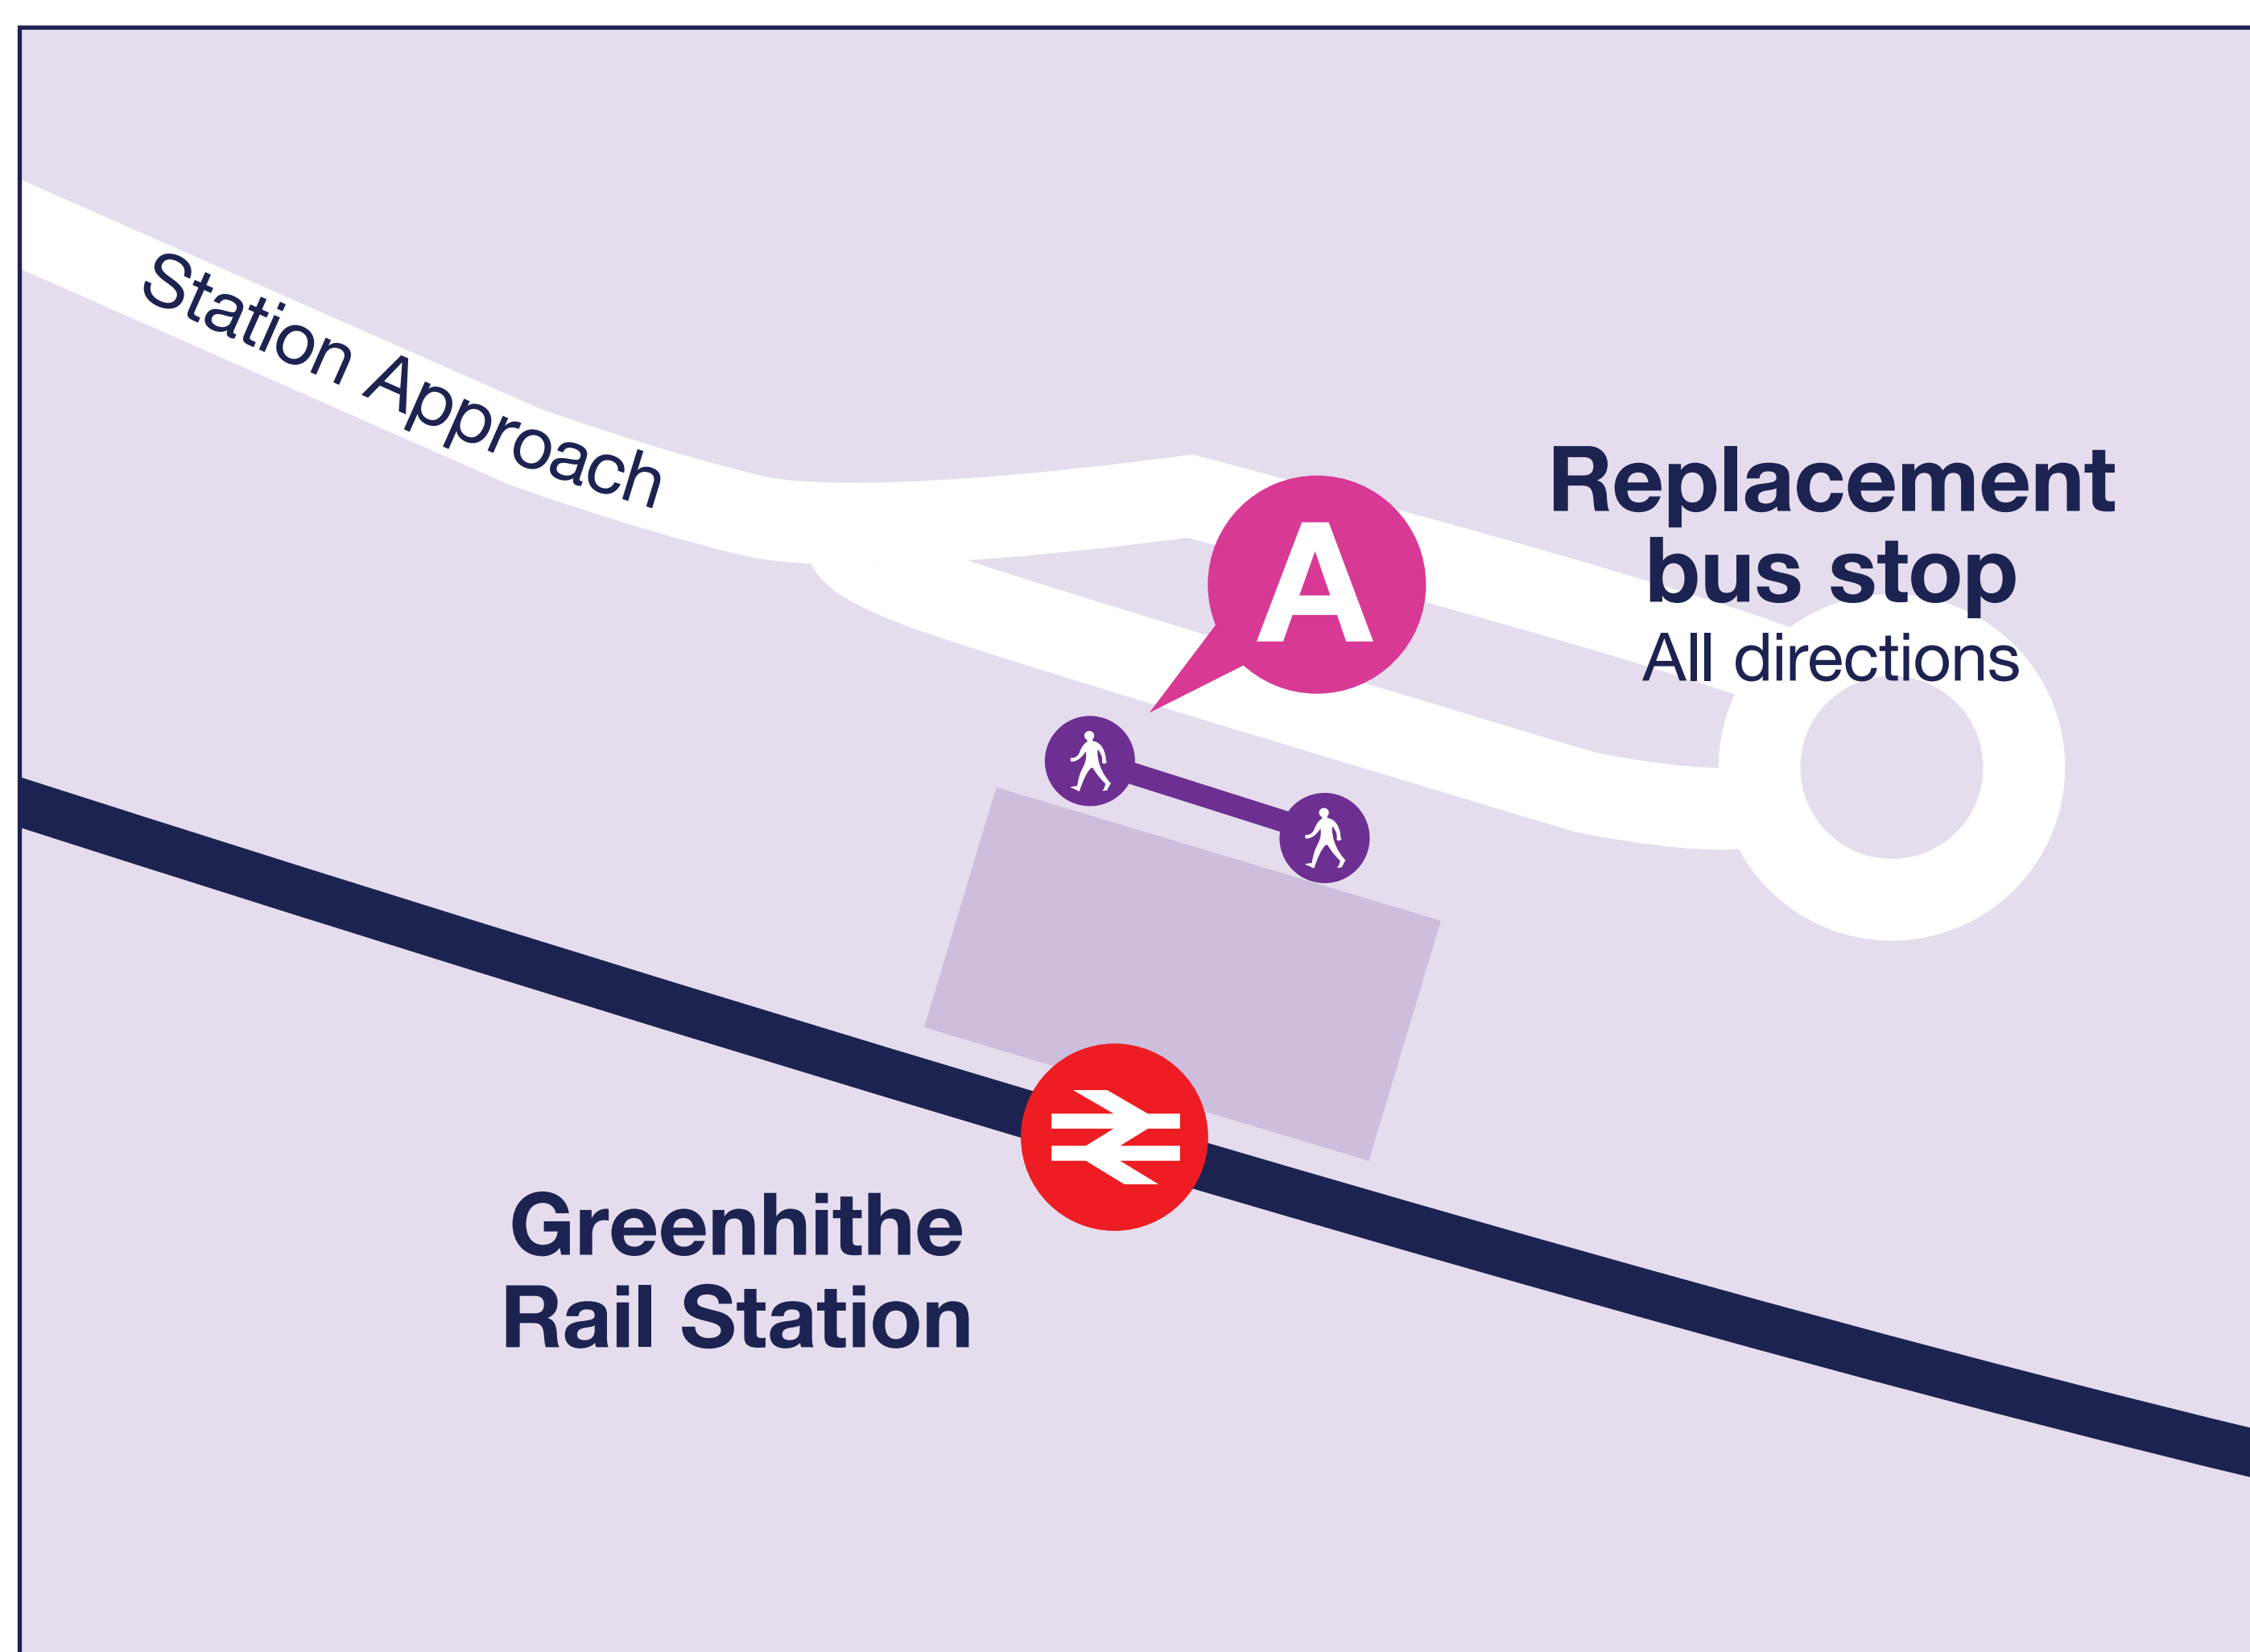 Station Approach
A
Replacement
bus stop
All directions
Greenhithe
Rail Station